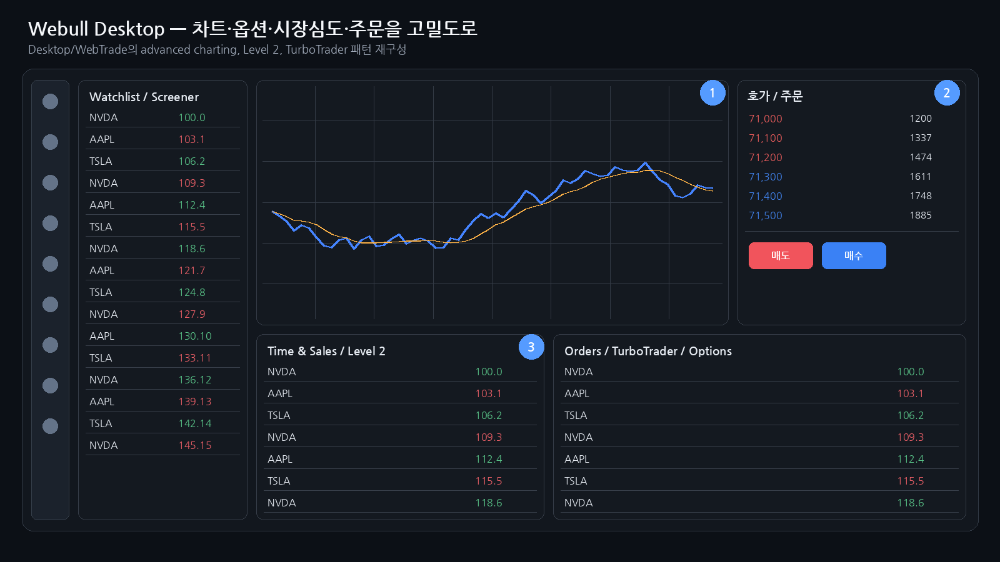 Webull Desktop — 차트·옵션·시장심도·주문을 고밀도로
Desktop/WebTrade의 advanced charting, Level 2, TurboTrader 패턴 재구성
Watchlist / Screener
NVDA 100.0
AAPL 103.1
TSLA 106.2
NVDA 109.3
AAPL 112.4
TSLA 115.5
NVDA 118.6
AAPL 121.7
TSLA 124.8
NVDA 127.9
AAPL 130.10
TSLA 133.11
NVDA 136.12
AAPL 139.13
TSLA 142.14
NVDA 145.15
1
호가 / 주문
2
71,000 1200
71,100 1337
71,200 1474
71,300 1611
71,400 1748
71,500 1885
매도 매수
Time & Sales / Level 2
3
NVDA 100.0
AAPL 103.1
TSLA 106.2
NVDA 109.3
AAPL 112.4
TSLA 115.5
NVDA 118.6
Orders / TurboTrader / Options
NVDA 100.0
AAPL 103.1
TSLA 106.2
NVDA 109.3
AAPL 112.4
TSLA 115.5
NVDA 118.6